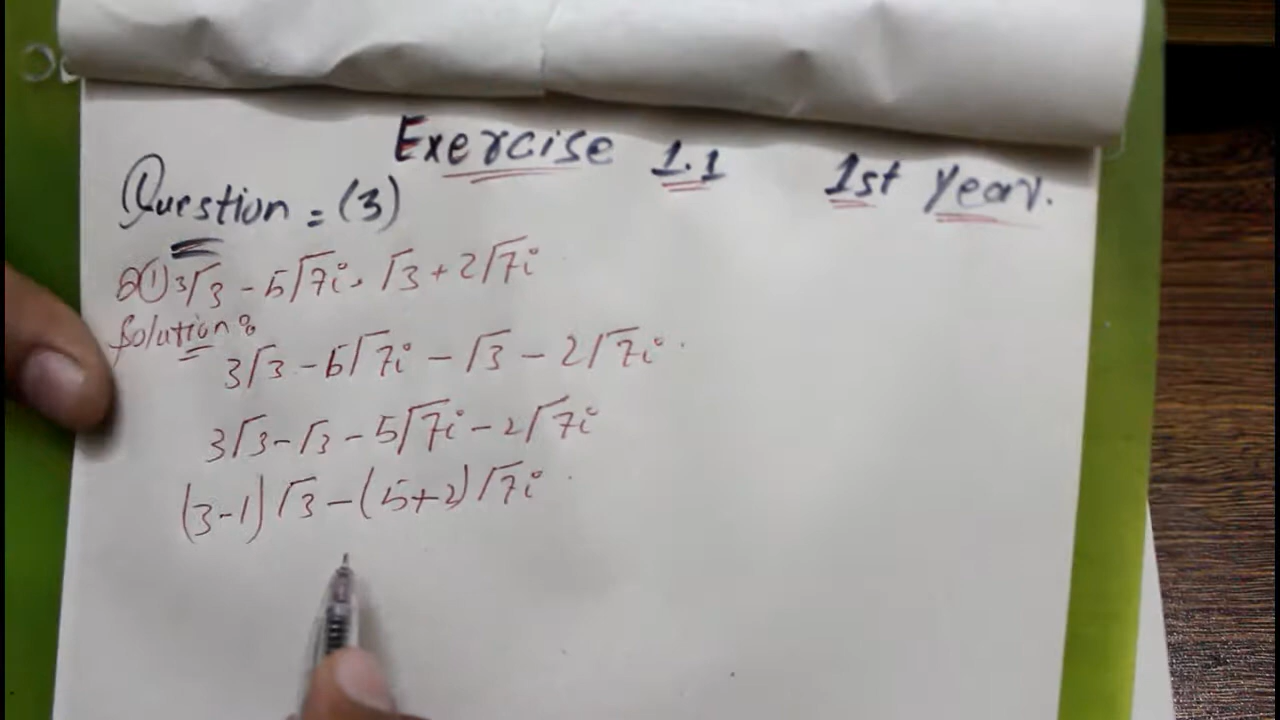 Exercise 1.1 1st Year.
Question = (3)
Q① 3√3 - 5√7i, √3 + 2√7i
Solution:
3√3 - 5√7i - √3 - 2√7i
3√3 - √3 - 5√7i - 2√7i
(3-1)√3 - (5+2)√7i